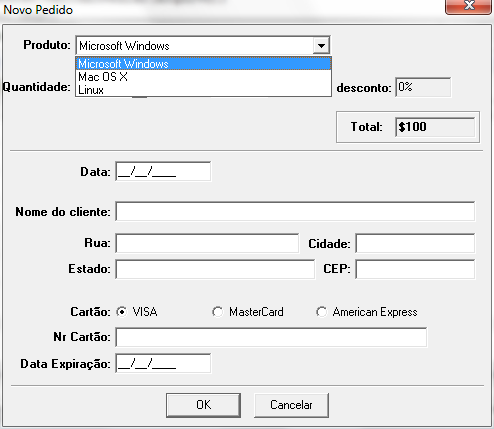 Novo Pedido
Produto: Microsoft Windows
Microsoft Windows
Mac OS X
Linux
Quantidade: desconto: 0%
Total: $100
Data: __/__/____
Nome do cliente:
Rua: Cidade:
Estado: CEP:
Cartão: VISA MasterCard American Express
Nr Cartão:
Data Expiração: __/__/____
OK Cancelar